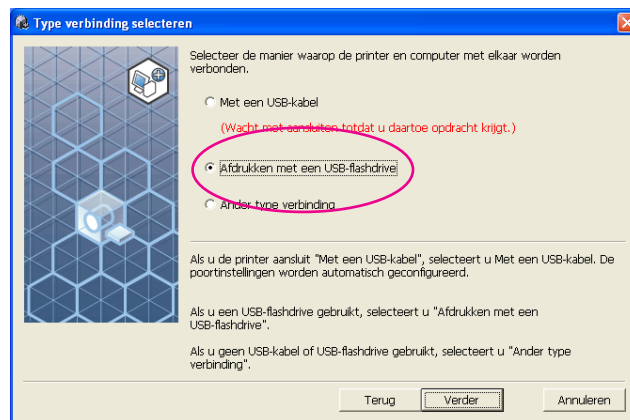 Type verbinding selecteren
Selecteer de manier waarop de printer en computer met elkaar worden
verbonden.
Met een USB-kabel
(Wacht met aansluiten totdat u daartoe opdracht krijgt.)
Afdrukken met een USB-flashdrive
Ander type verbinding
Als u de printer aansluit "Met een USB-kabel", selecteert u Met een USB-kabel. De
poortinstellingen worden automatisch geconfigureerd.
Als u een USB-flashdrive gebruikt, selecteert u "Afdrukken met een
USB-flashdrive".
Als u geen USB-kabel of USB-flashdrive gebruikt, selecteert u "Ander type
verbinding".
Terug
Verder
Annuleren